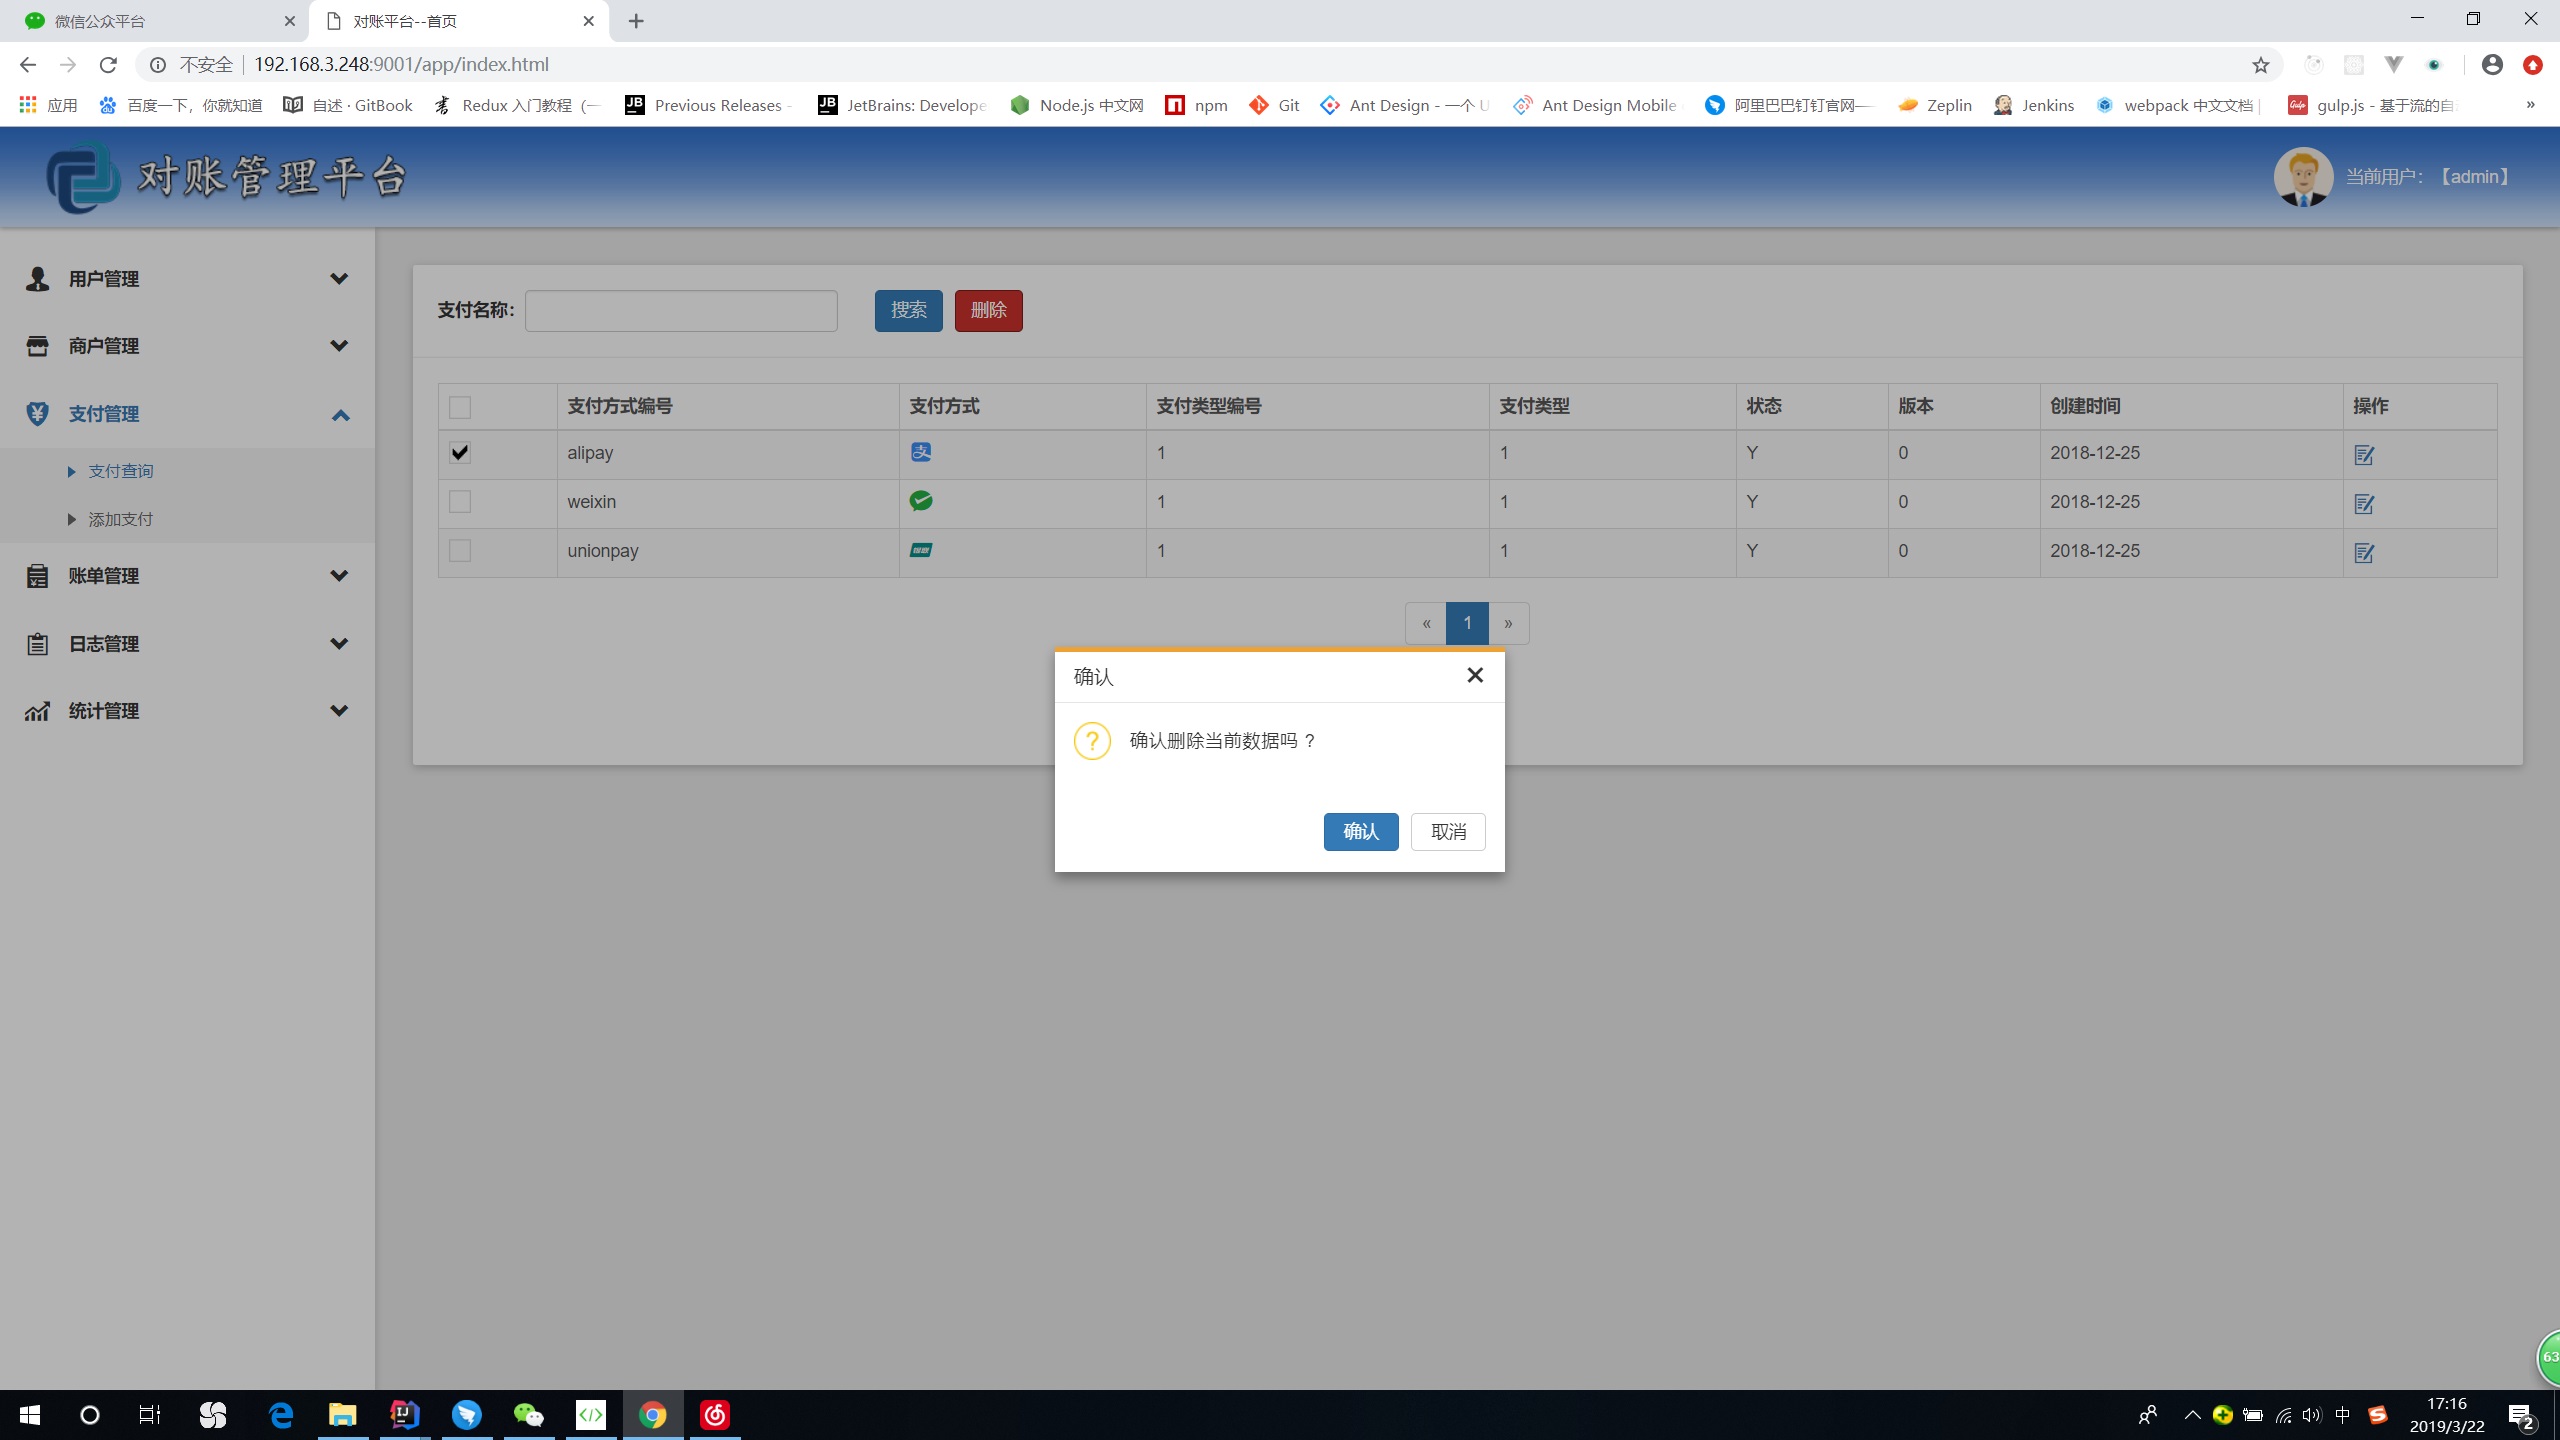 微信公众平台
对账平台--首页
不安全
192.168.3.248:9001/app/index.html
应用
百度一下，你就知道
自述 · GitBook
Redux 入门教程（一
Previous Releases -
JetBrains: Develope
Node.js 中文网
npm
Git
Ant Design - 一个 U
Ant Design Mobile
阿里巴巴钉钉官网——
Zeplin
Jenkins
webpack 中文文档 |
gulp.js - 基于流的自
»
对账管理平台
当前用户：【admin】
用户管理
商户管理
支付管理
支付查询
添加支付
账单管理
日志管理
统计管理
支付名称：
搜索 删除
支付方式编号 支付方式 支付类型编号 支付类型 状态 版本 创建时间 操作
alipay 支 1 1 Y 0 2018-12-25
weixin 1 1 Y 0 2018-12-25
unionpay 1 1 Y 0 2018-12-25
« 1 »
确认
确认删除当前数据吗 ?
确认 取消
63
中
17:16
2019/3/22
2